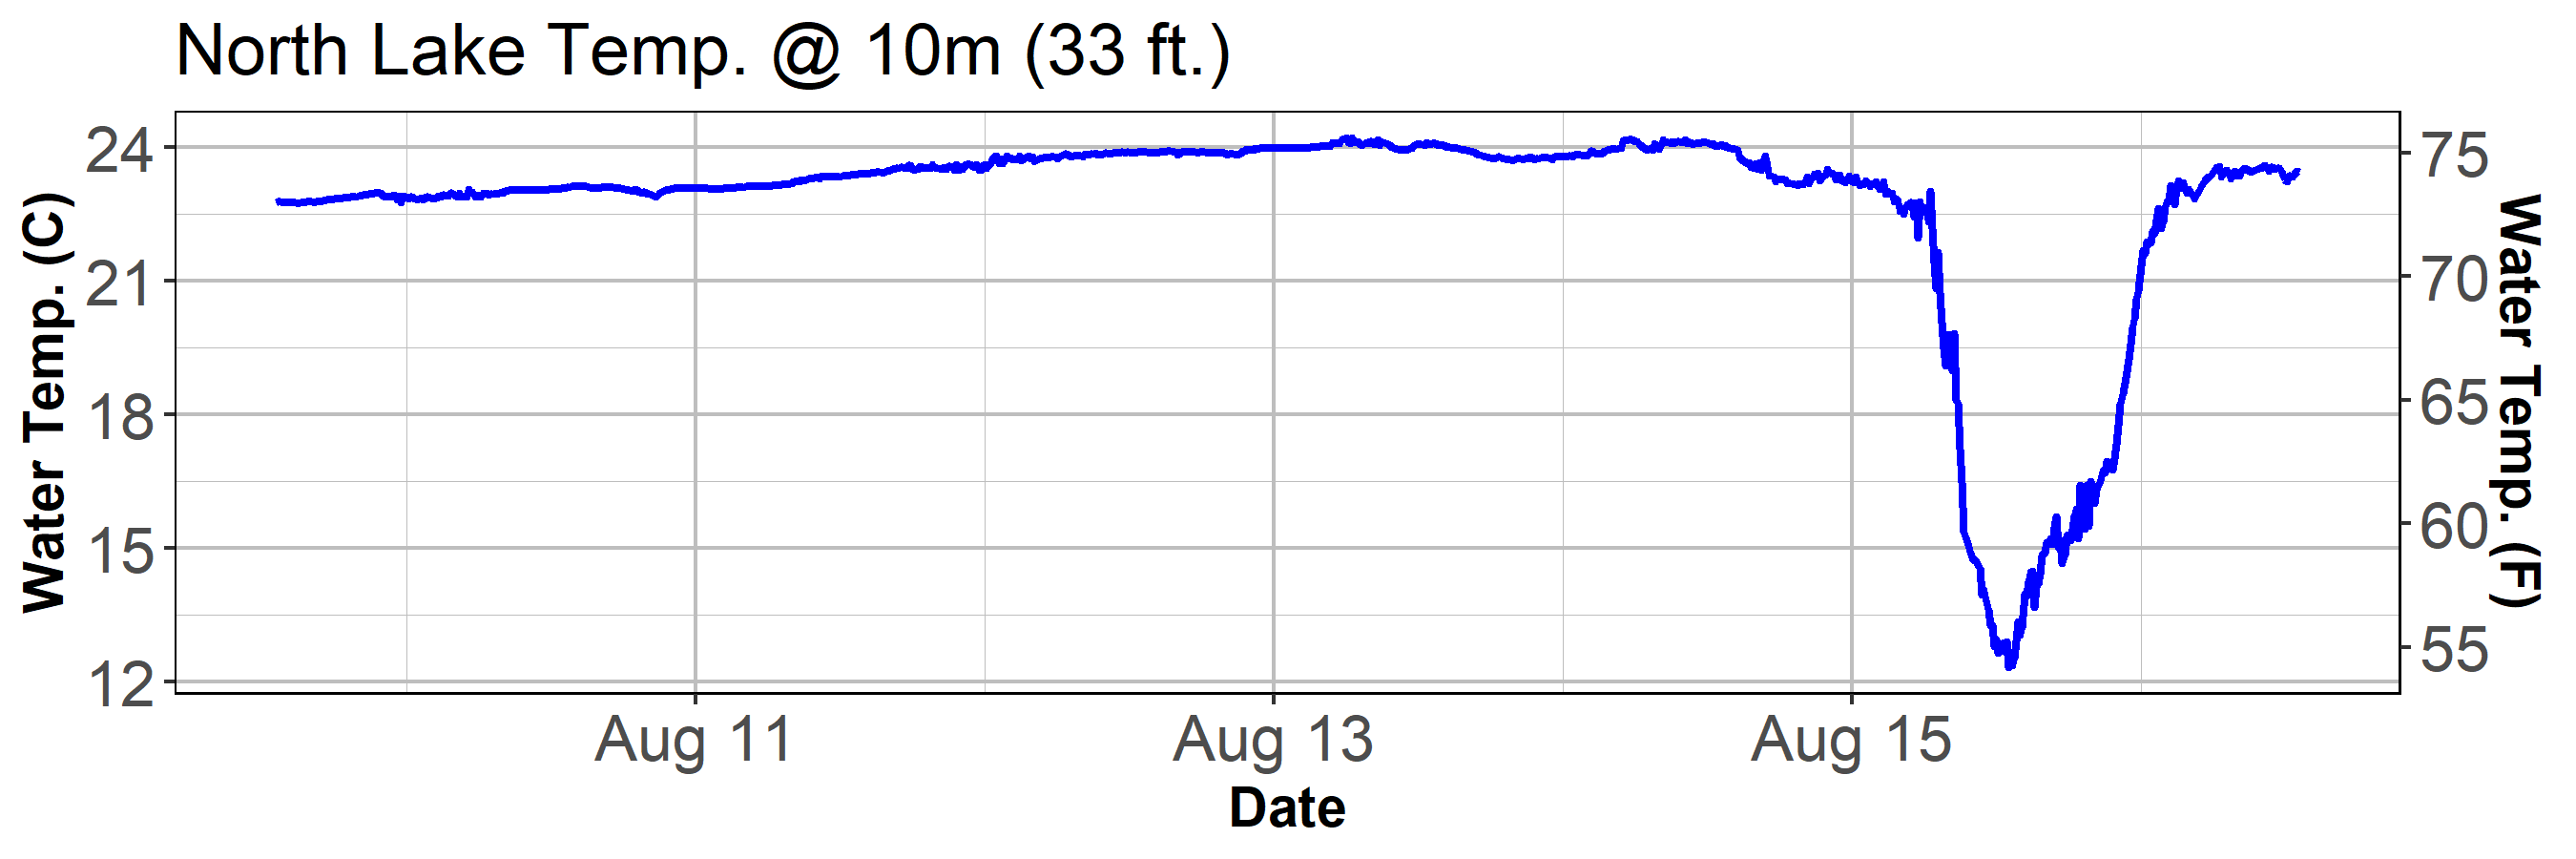 North Lake Temp. @ 10m (33 ft.)
Water Temp. (C)
24
21
18
15
12
75
70
65
60
55
Water Temp. (F)
Aug 11 Aug 13 Aug 15
Date